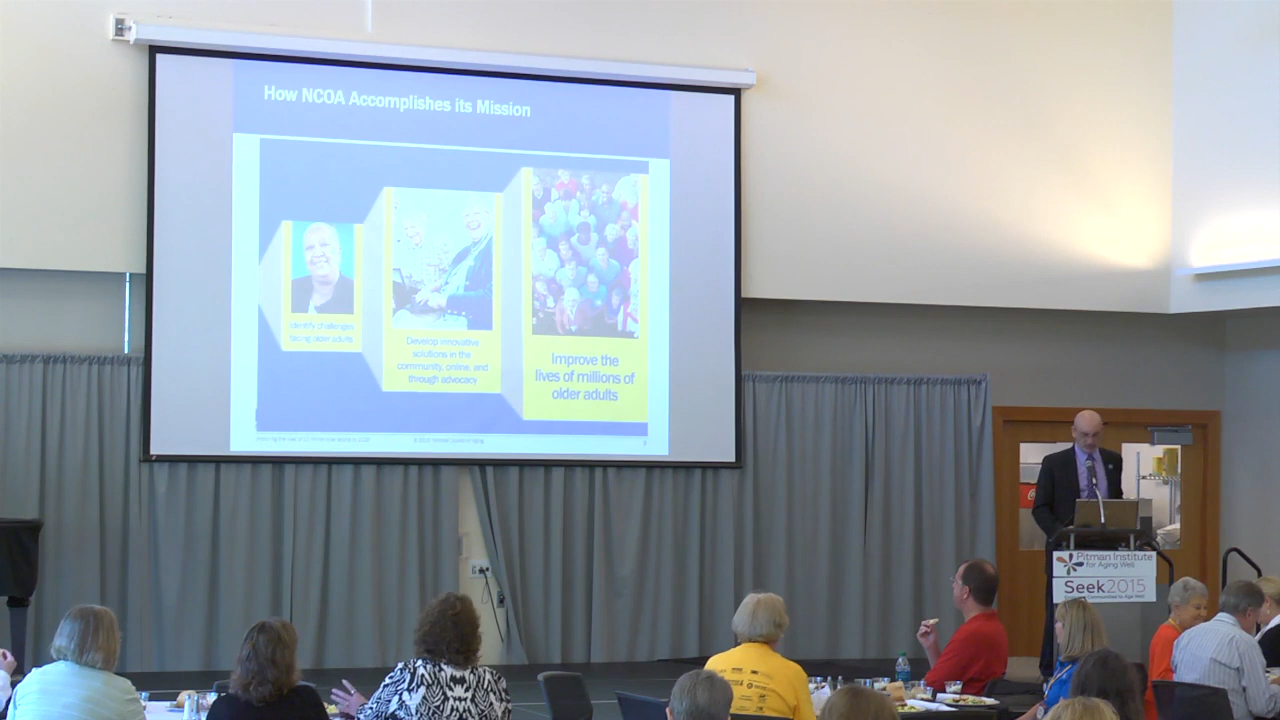 How NCOA Accomplishes its Mission
Identify challenges
facing older adults
Develop innovative
solutions in the
community, online, and
through advocacy
Improve the
lives of millions of
older adults
Pitman Institute
for Aging Well
Seek2015